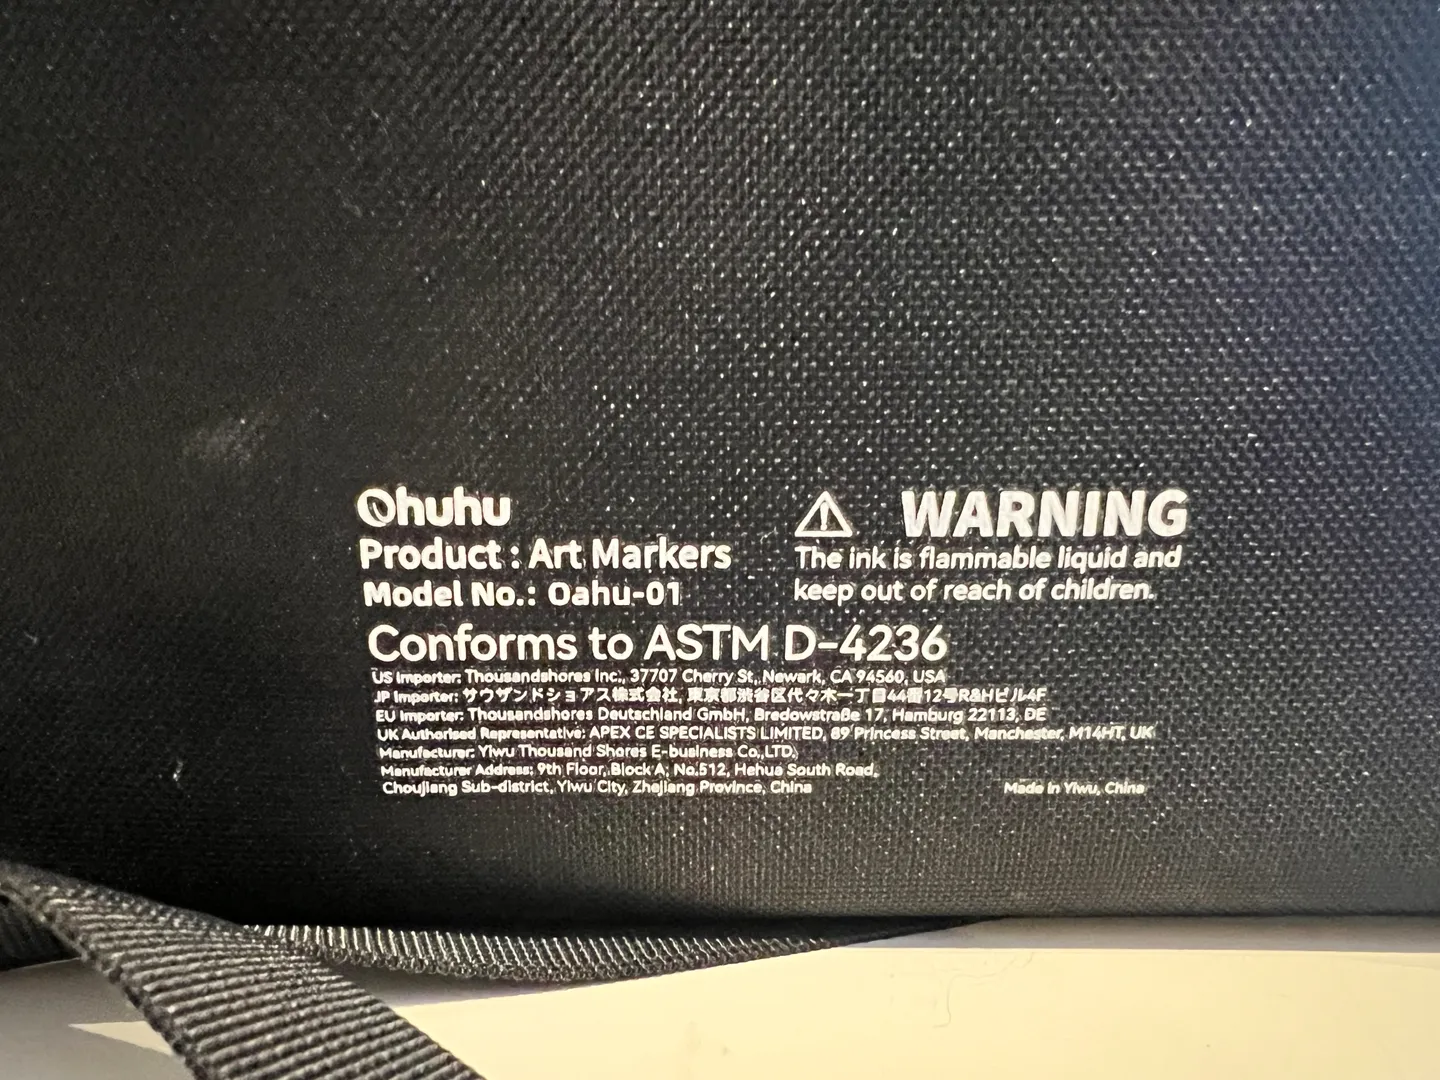 Ohuhu
Product : Art Markers
Model No.: Oahu-01
WARNING
The ink is flammable liquid and
keep out of reach of children.
Conforms to ASTM D-4236
US Importer: Thousandshores Inc., 37707 Cherry St., Newark, CA 94560, USA
JP Importer: サウザンドショアス株式会社, 東京都渋谷区代々木一丁目44番12号R&Hビル4F
EU Importer: Thousandshores Deutschland GmbH, Bredowstraße 17, Hamburg 22113, DE
UK Authorised Representative: APEX CE SPECIALISTS LIMITED, 89 Princess Street, Manchester, M14HT, UK
Manufacturer: Yiwu Thousand Shores E-business Co.,LTD.
Manufacturer Address: 9th Floor, Block A, No.512, Hehua South Road,
Choujiang Sub-district, Yiwu City, Zhejiang Province, China
Made in Yiwu, China